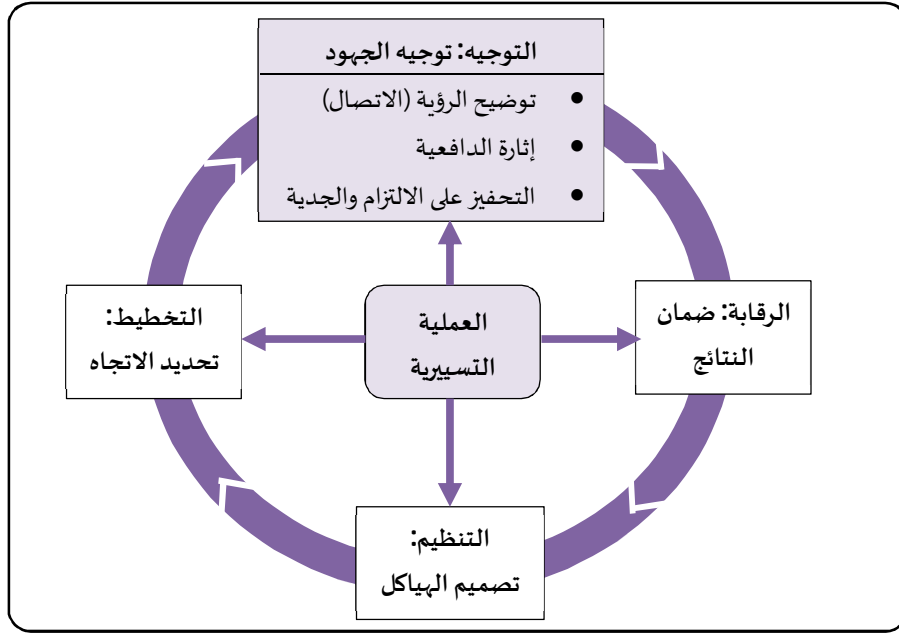 التوجيه: توجيه الجهود
• توضيح الرؤية (الاتصال)
• إثارة الدافعية
• التحفيز على الالتزام والجدية
الرقابة: ضمان
النتائج
العملية
التسييرية
التخطيط:
تحديد الاتجاه
التنظيم:
تصميم الهياكل